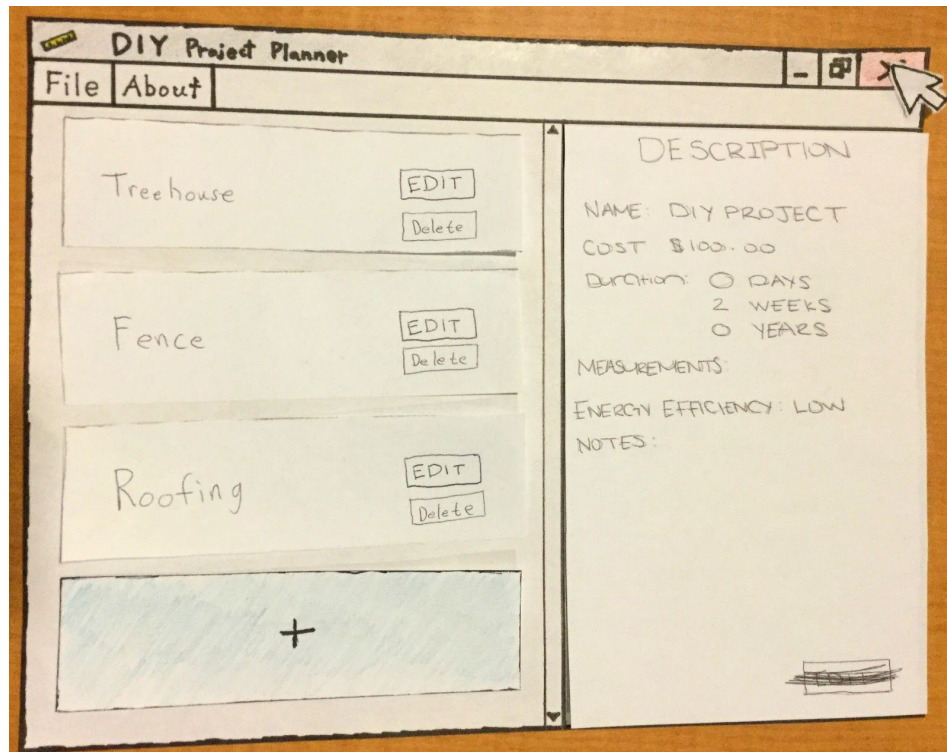 DIY Project Planner
File About
Treehouse
EDIT
Delete
Fence
EDIT
Delete
Roofing
EDIT
Delete
+
DESCRIPTION
NAME: DIY PROJECT
COST $100.00
Duration: 0 DAYS
2 WEEKS
0 YEARS
MEASUREMENTS:
ENERGY EFFICIENCY: LOW
NOTES: